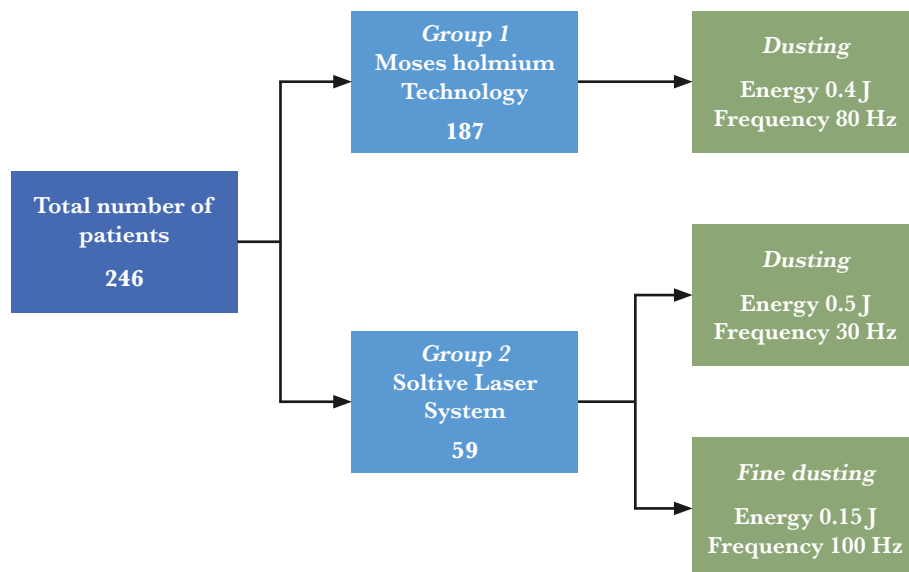 Total number of
patients
246
Group 1
Moses holmium
Technology
187
Dusting
Energy 0.4 J
Frequency 80 Hz
Group 2
Soltive Laser
System
59
Dusting
Energy 0.5 J
Frequency 30 Hz
Fine dusting
Energy 0.15 J
Frequency 100 Hz